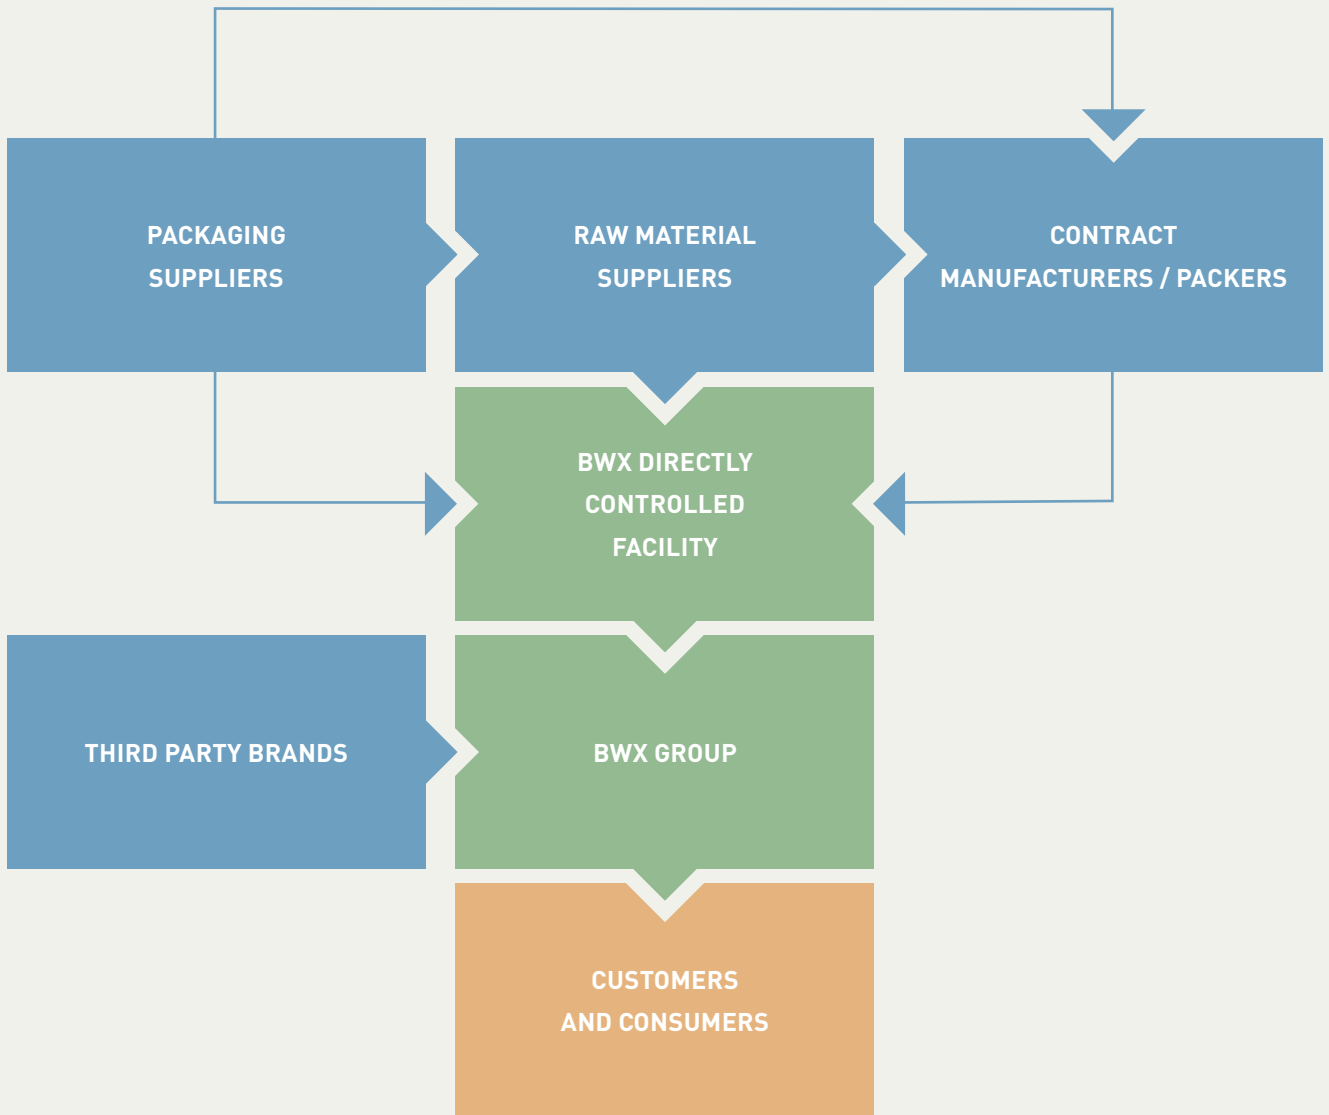 PACKAGING
SUPPLIERS
RAW MATERIAL
SUPPLIERS
CONTRACT
MANUFACTURERS / PACKERS
BWX DIRECTLY
CONTROLLED
FACILITY
THIRD PARTY BRANDS
BWX GROUP
CUSTOMERS
AND CONSUMERS